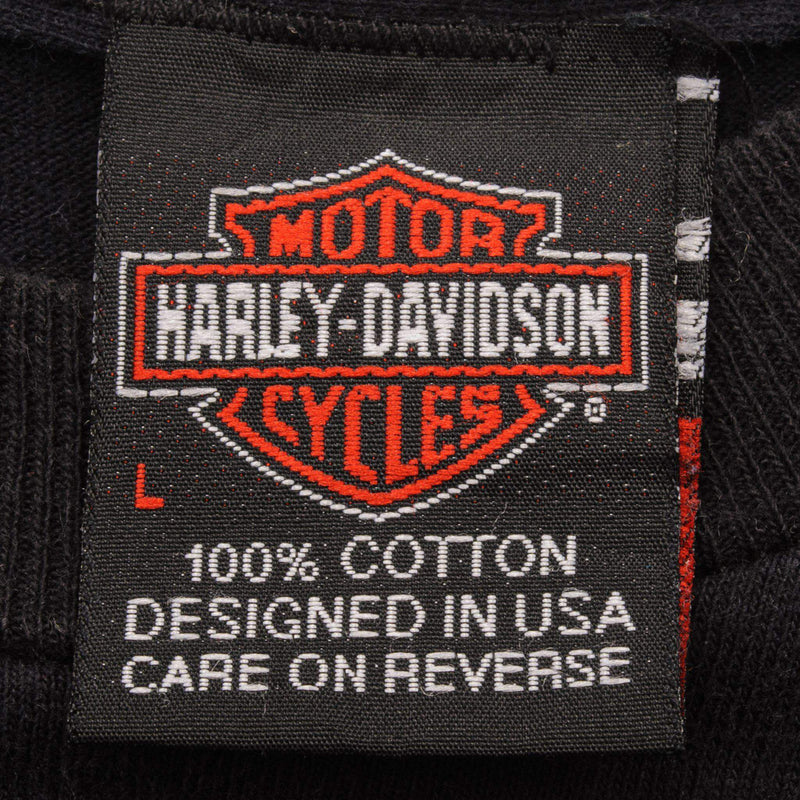 MOTOR
HARLEY-DAVIDSON
CYCLES
®
L
100% COTTON
DESIGNED IN USA
CARE ON REVERSE